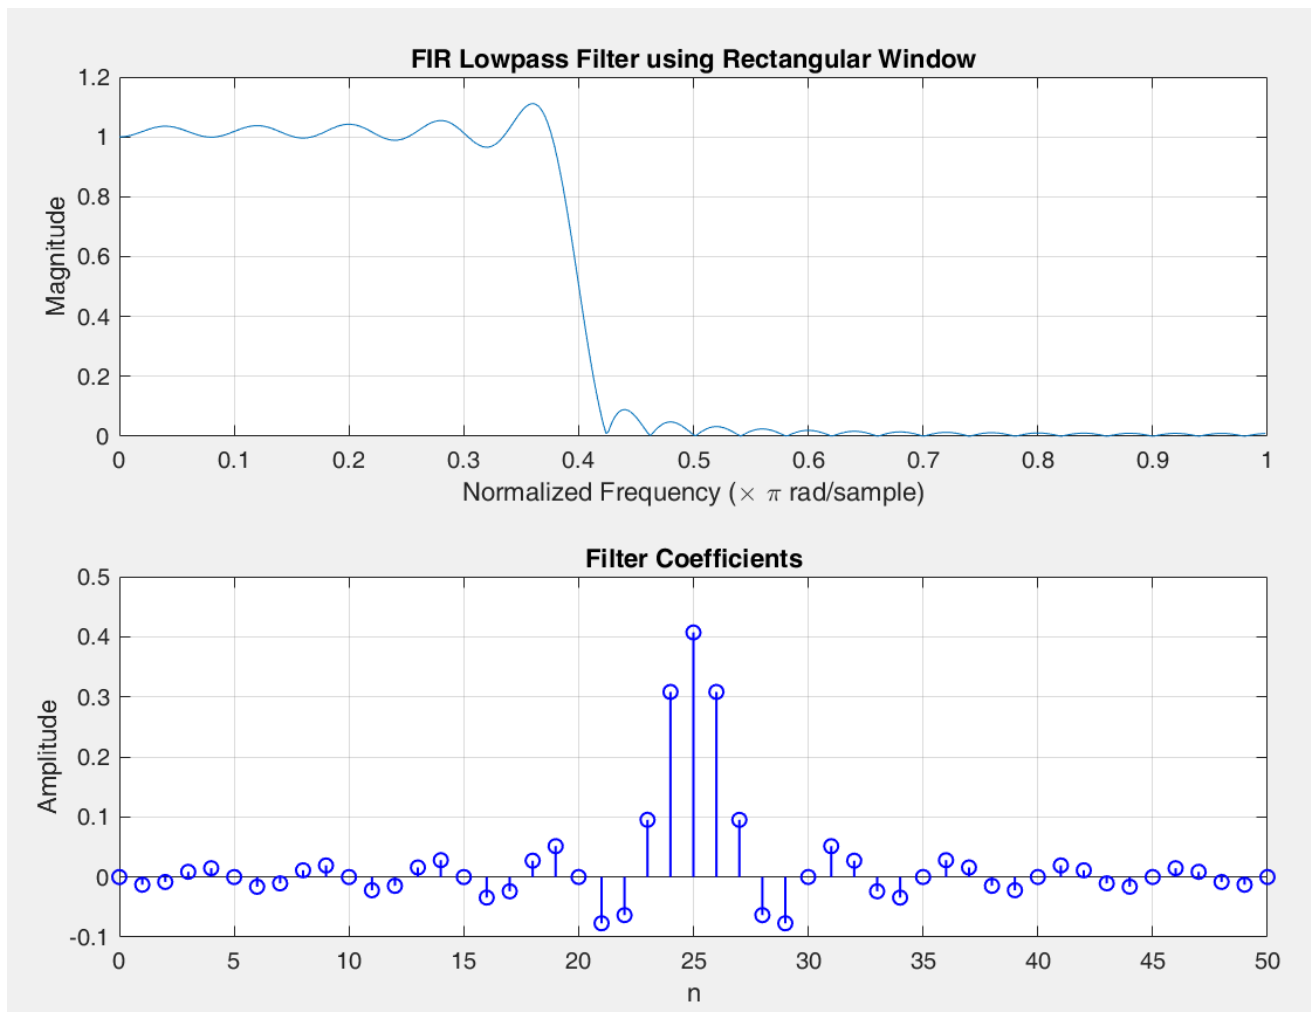 FIR Lowpass Filter using Rectangular Window
1.2
1
0.8
0.6
0.4
0.2
0
Magnitude
0 0.1 0.2 0.3 0.4 0.5 0.6 0.7 0.8 0.9 1
Normalized Frequency (× π rad/sample)
Filter Coefficients
0.5
0.4
0.3
0.2
0.1
0
-0.1
Amplitude
0 5 10 15 20 25 30 35 40 45 50
n